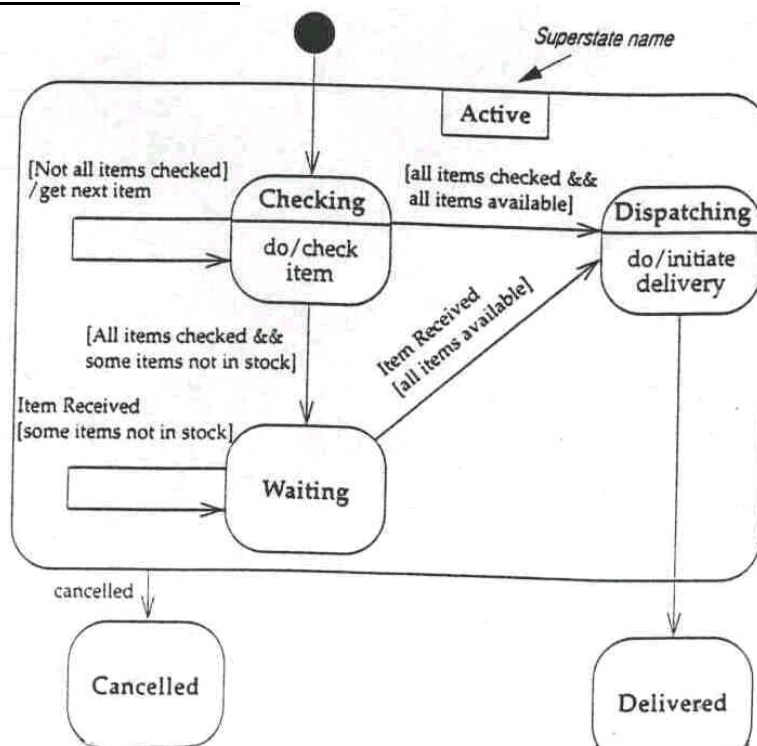 Superstate name
Active
[Not all items checked]
/get next item
[all items checked &&
all items available]
Checking
do/check
item
Dispatching
do/initiate
delivery
[All items checked &&
some items not in stock]
Item Received
[all items available]
Item Received
[some items not in stock]
Waiting
cancelled
Cancelled
Delivered